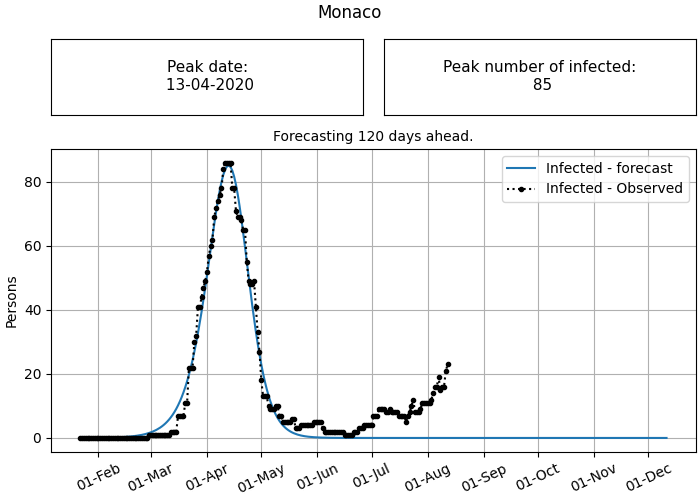 Monaco
Peak date:
13-04-2020
Peak number of infected:
85
Forecasting 120 days ahead.
Infected - forecast
Infected - Observed
80
60
40
20
0
Persons
01-Feb
01-Mar
01-Apr
01-May
01-Jun
01-Jul
01-Aug
01-Sep
01-Oct
01-Nov
01-Dec